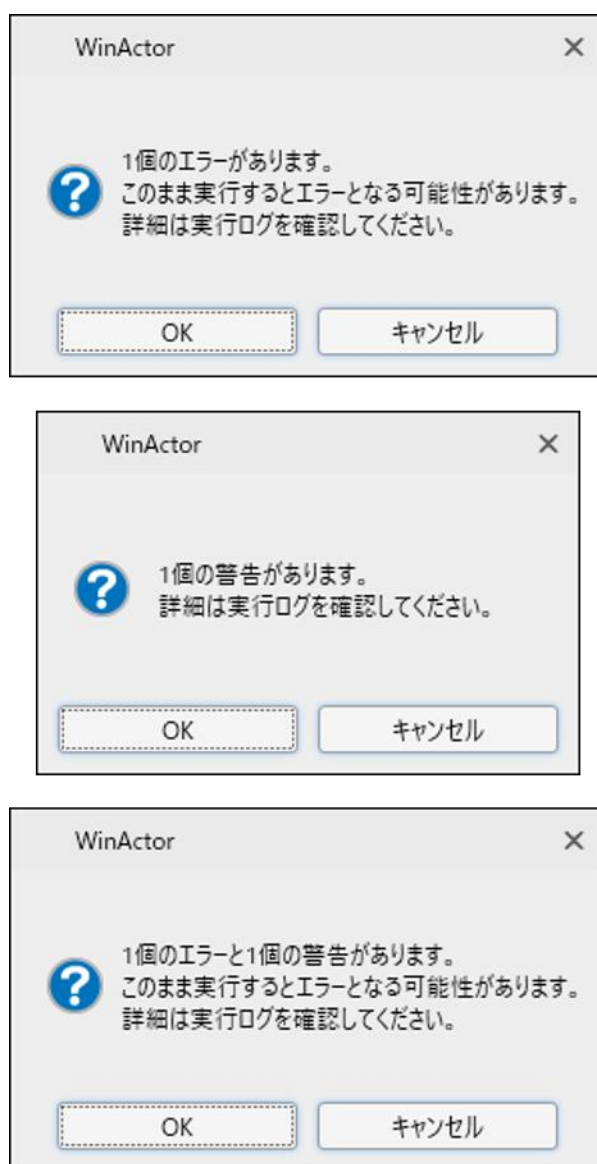 WinActor
1個のエラーがあります。
このまま実行するとエラーとなる可能性があります。
詳細は実行ログを確認してください。
OK
キャンセル
WinActor
1個の警告があります。
詳細は実行ログを確認してください。
OK
キャンセル
WinActor
1個のエラーと1個の警告があります。
このまま実行するとエラーとなる可能性があります。
詳細は実行ログを確認してください。
OK
キャンセル